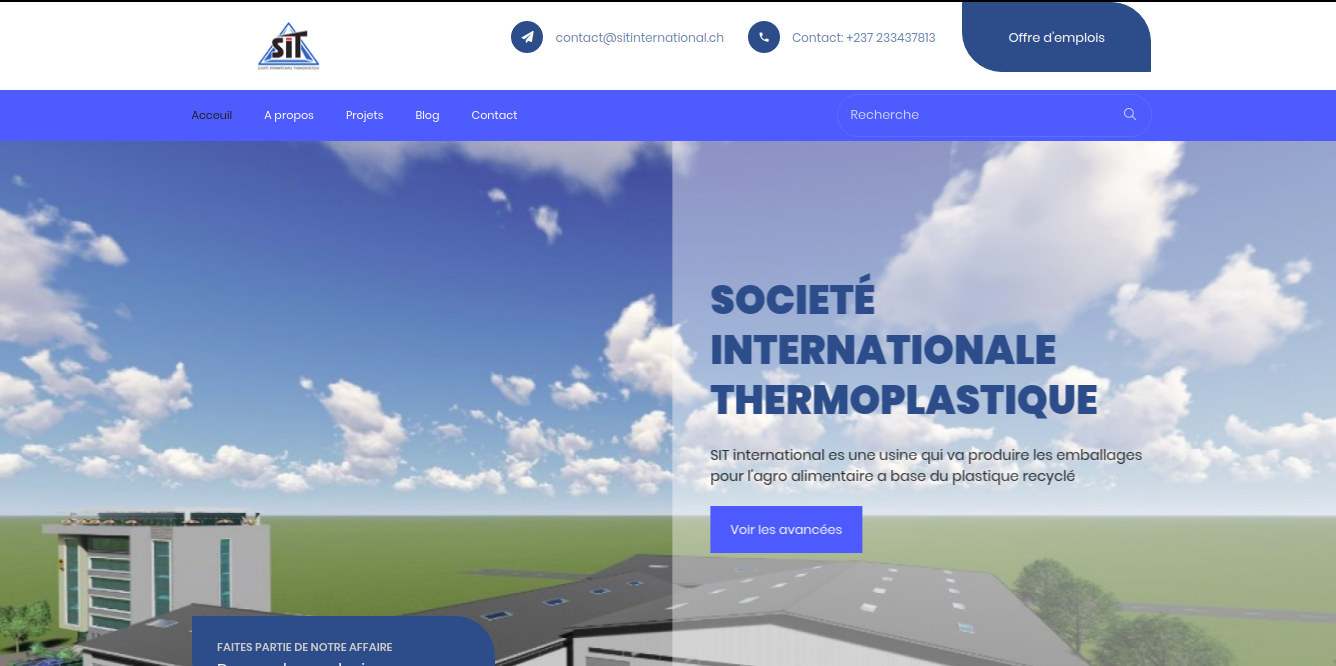 SiT
contact@sitinternational.ch
Contact: +237 233437813
Offre d'emplois
Acceuil
A propos
Projets
Blog
Contact
Recherche
SOCIETÉ
INTERNATIONALE
THERMOPLASTIQUE
SIT international es une usine qui va produire les emballages
pour l'agro alimentaire a base du plastique recyclé
Voir les avancées
FAITES PARTIE DE NOTRE AFFAIRE